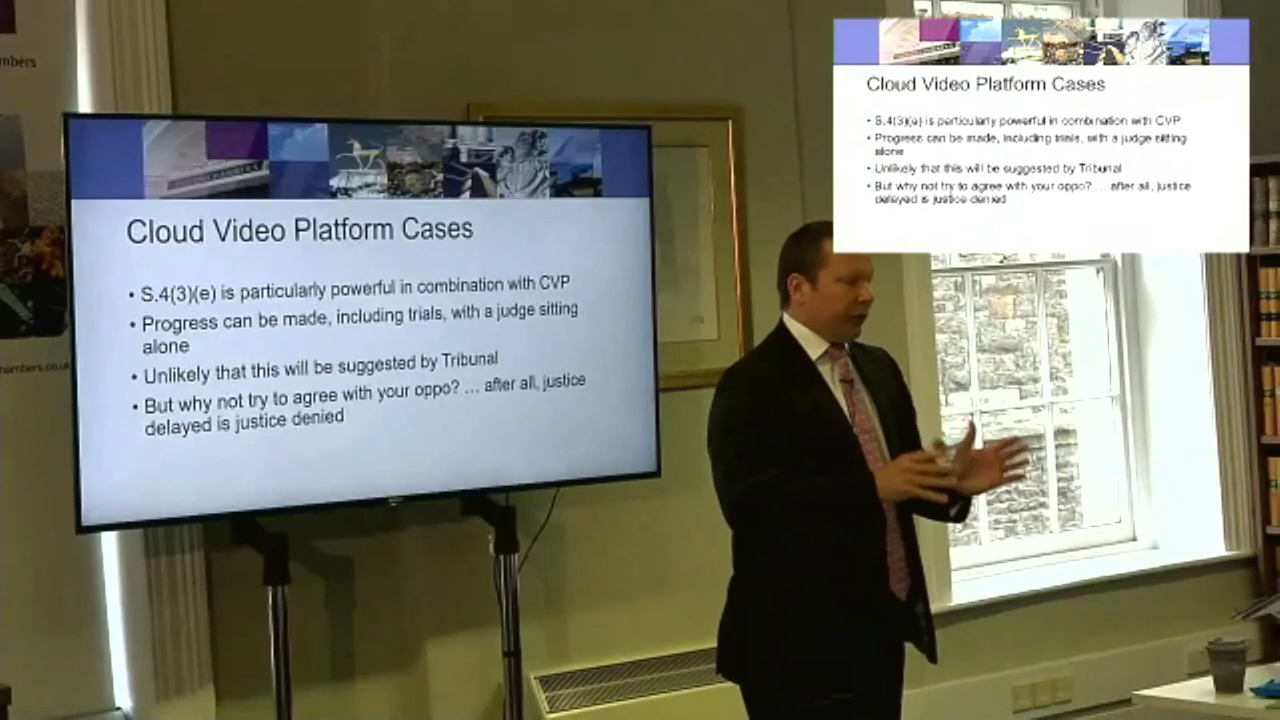 mbers
hambers.co.uk
Cloud Video Platform Cases
• S.4(3)(e) is particularly powerful in combination with CVP
• Progress can be made, including trials, with a judge sitting
alone
• Unlikely that this will be suggested by Tribunal
• But why not try to agree with your oppo? … after all, justice
delayed is justice denied
Cloud Video Platform Cases
• S.4(3)(e) is particularly powerful in combination with CVP
• Progress can be made, including trials, with a judge sitting
alone
• Unlikely that this will be suggested by Tribunal
• But why not try to agree with your oppo? … after all, justice
delayed is justice denied